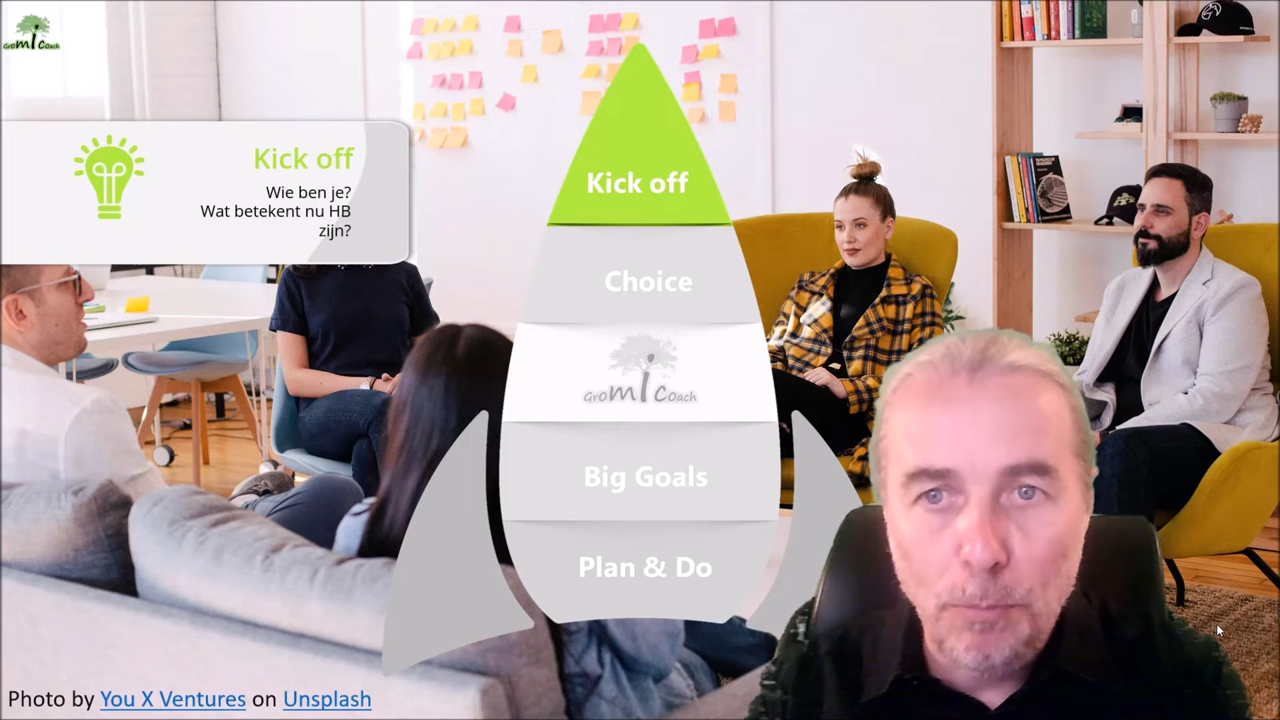 GroMiCoach
Kick off
Wie ben je?
Wat betekent nu HB
zijn?
Kick off
Choice
GroMiCoach
Big Goals
Plan & Do
Photo by You X Ventures on Unsplash